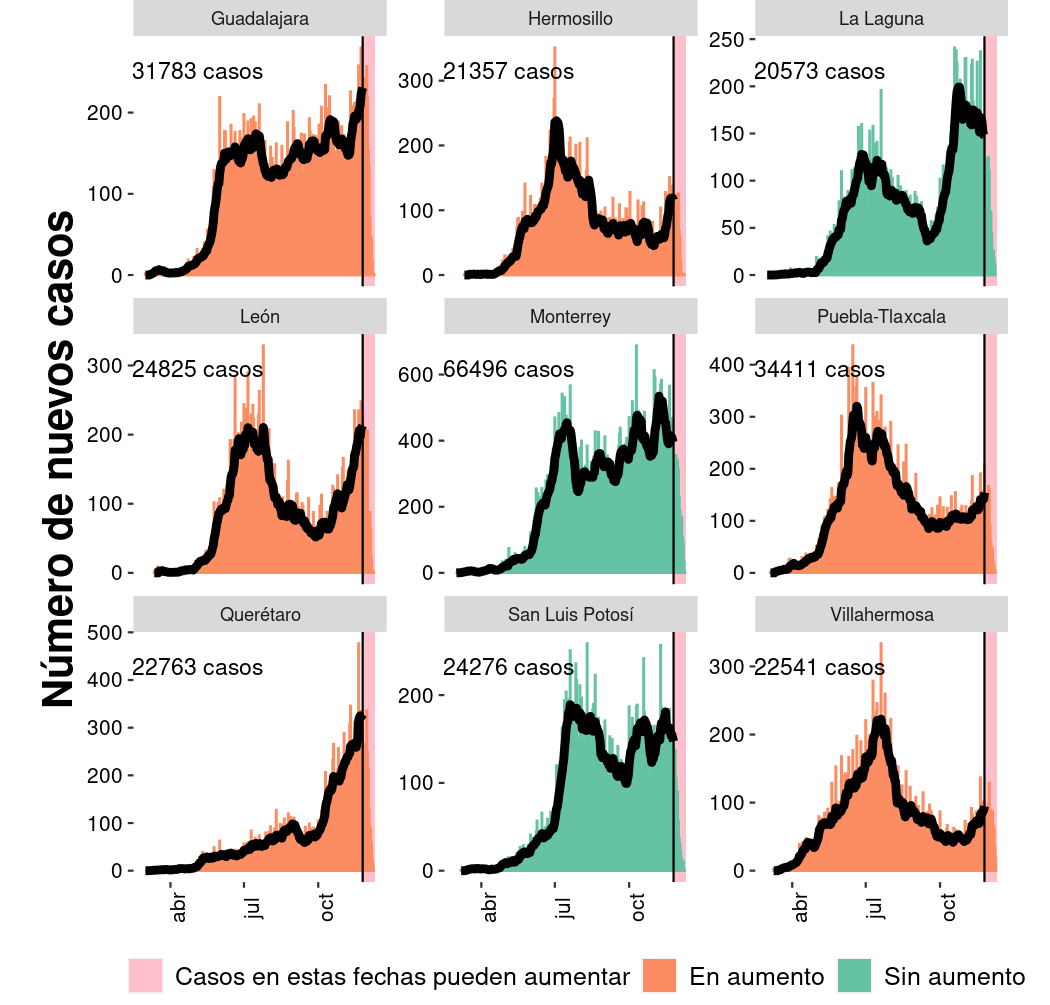 Número de nuevos casos
Guadalajara
31783 casos
200
100
0
Hermosillo
21357 casos
300
200
100
0
La Laguna
20573 casos
250
200
150
100
50
0
León
24825 casos
300
200
100
0
Monterrey
66496 casos
600
400
200
0
Puebla-Tlaxcala
34411 casos
400
300
200
100
0
Querétaro
22763 casos
500
400
300
200
100
0
abr jul oct
San Luis Potosí
24276 casos
200
100
0
abr jul oct
Villahermosa
22541 casos
300
200
100
0
abr jul oct
Casos en estas fechas pueden aumentar En aumento Sin aumento